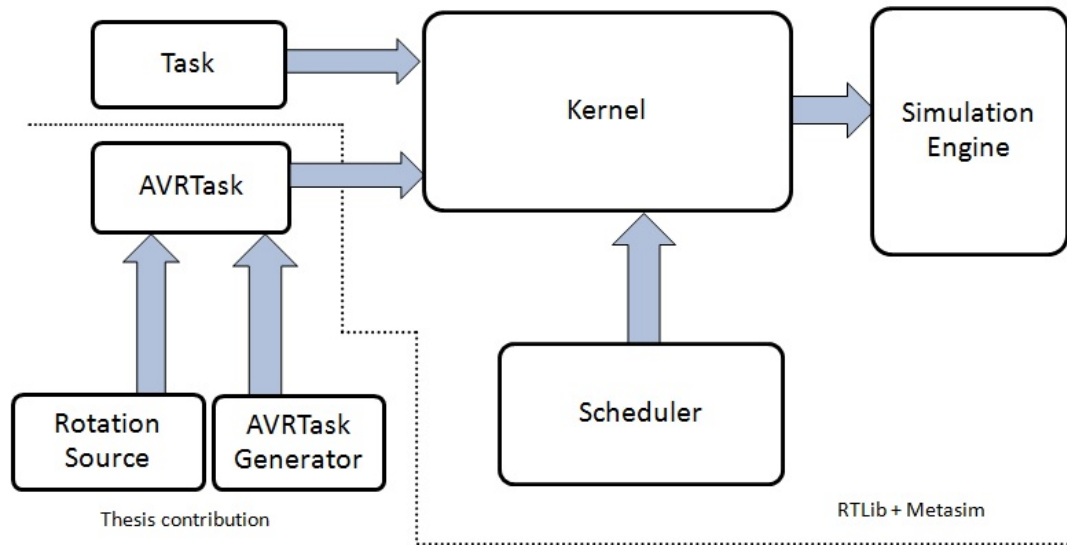 Task
Kernel
Simulation
Engine
AVRTask
Scheduler
Rotation
Source
AVRTask
Generator
Thesis contribution
RTLib + Metasim